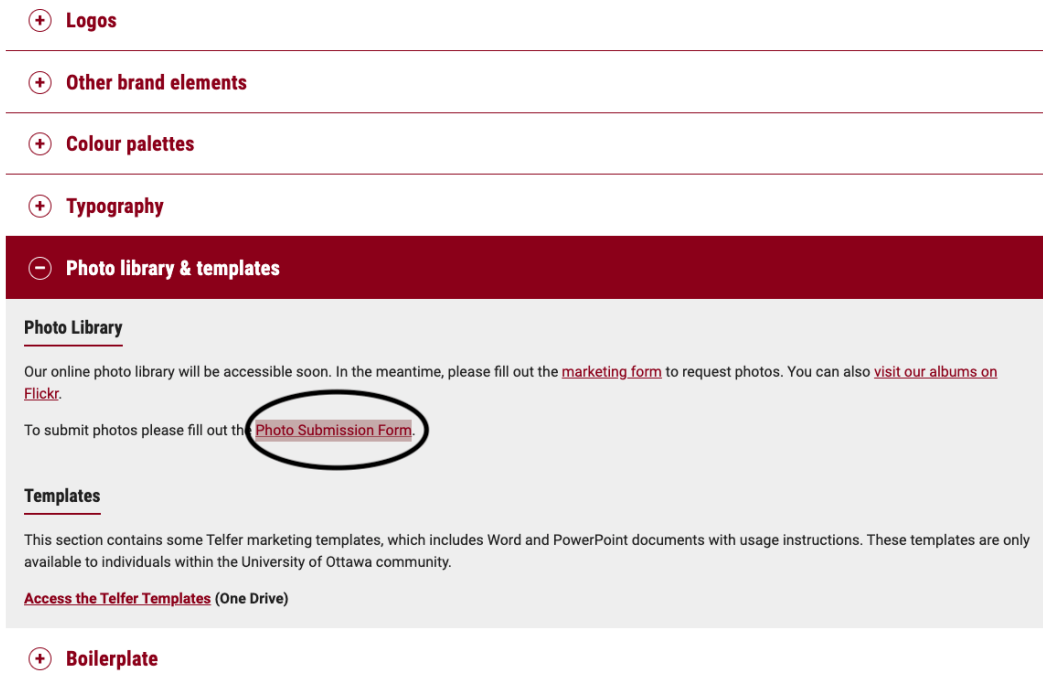 Logos
Other brand elements
Colour palettes
Typography
Photo library & templates
Photo Library
Our online photo library will be accessible soon. In the meantime, please fill out the marketing form to request photos. You can also visit our albums on
Flickr.
To submit photos please fill out the Photo Submission Form.
Templates
This section contains some Telfer marketing templates, which includes Word and PowerPoint documents with usage instructions. These templates are only
available to individuals within the University of Ottawa community.
Access the Telfer Templates (One Drive)
Boilerplate